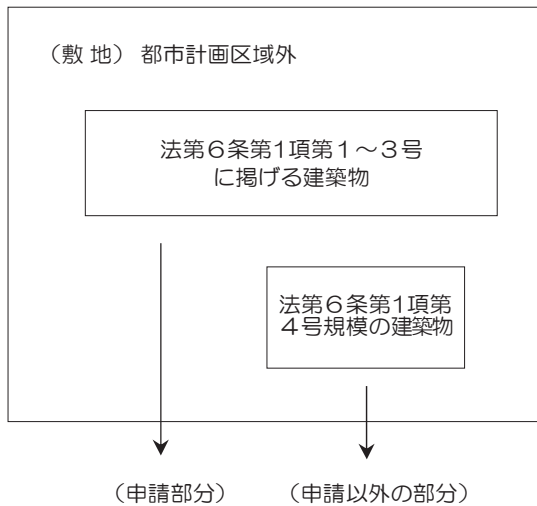 （敷 地） 都市計画区域外
法第６条第1項第１～３号
に掲げる建築物
法第６条第1項第
４号規模の建築物
（申請部分）
（申請以外の部分）